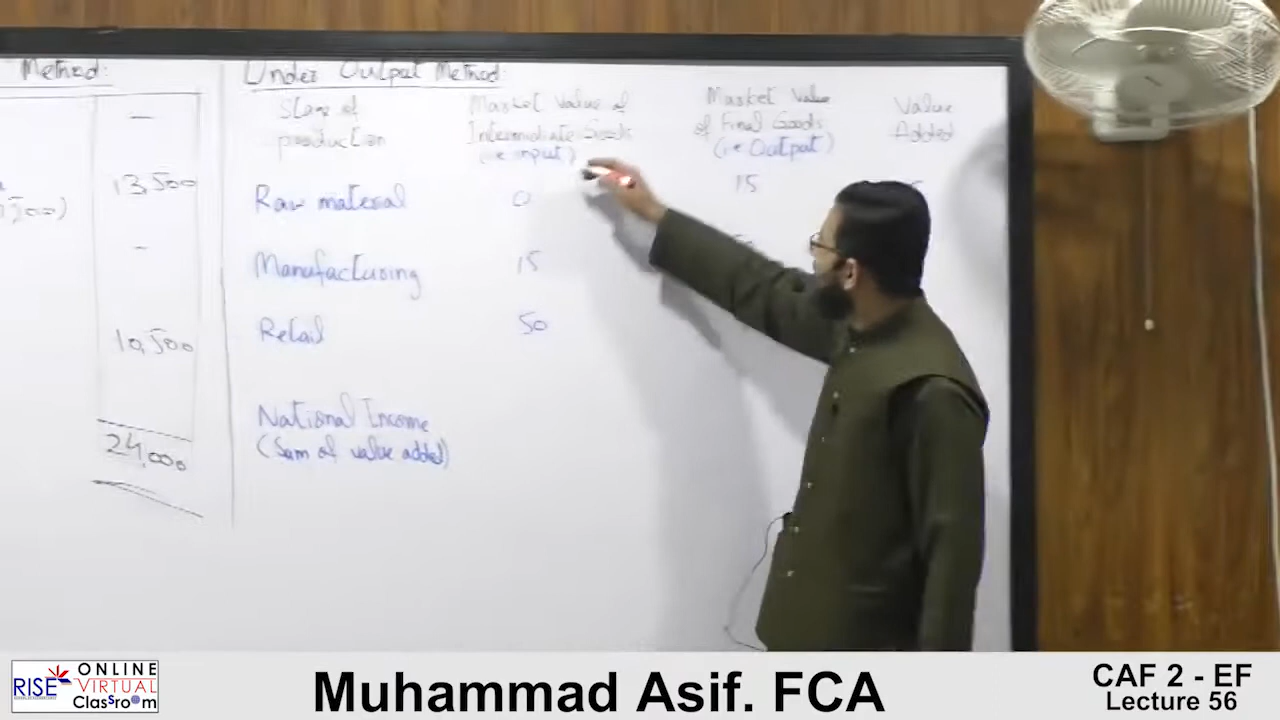 Method:
—
13,500
—
10,500
24,000
Under Output Method:
Stage of
production
Market Value of
Intermediate Goods
(i.e input)
Market Value
of Final Goods
(i.e Output)
Value
Added
Raw material 0 15
Manufacturing 15
Retail 50
National Income
(Sum of value added)
RISE
ONLINE
VIRTUAL
Classroom
Muhammad Asif. FCA
CAF 2 - EF
Lecture 56